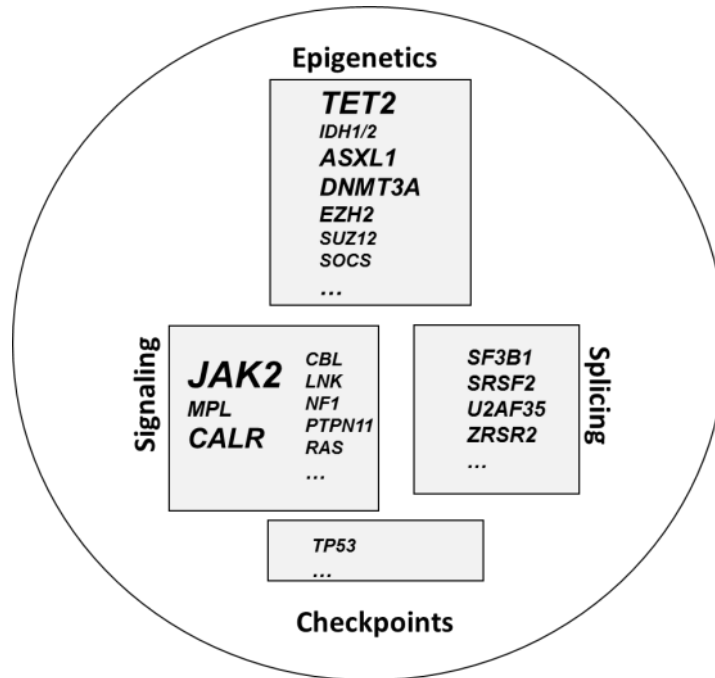 Epigenetics
TET2
IDH1/2
ASXL1
DNMT3A
EZH2
SUZ12
SOCS
...
Signaling
JAK2
MPL
CALR
CBL
LNK
NF1
PTPN11
RAS
...
Splicing
SF3B1
SRSF2
U2AF35
ZRSR2
...
TP53
...
Checkpoints